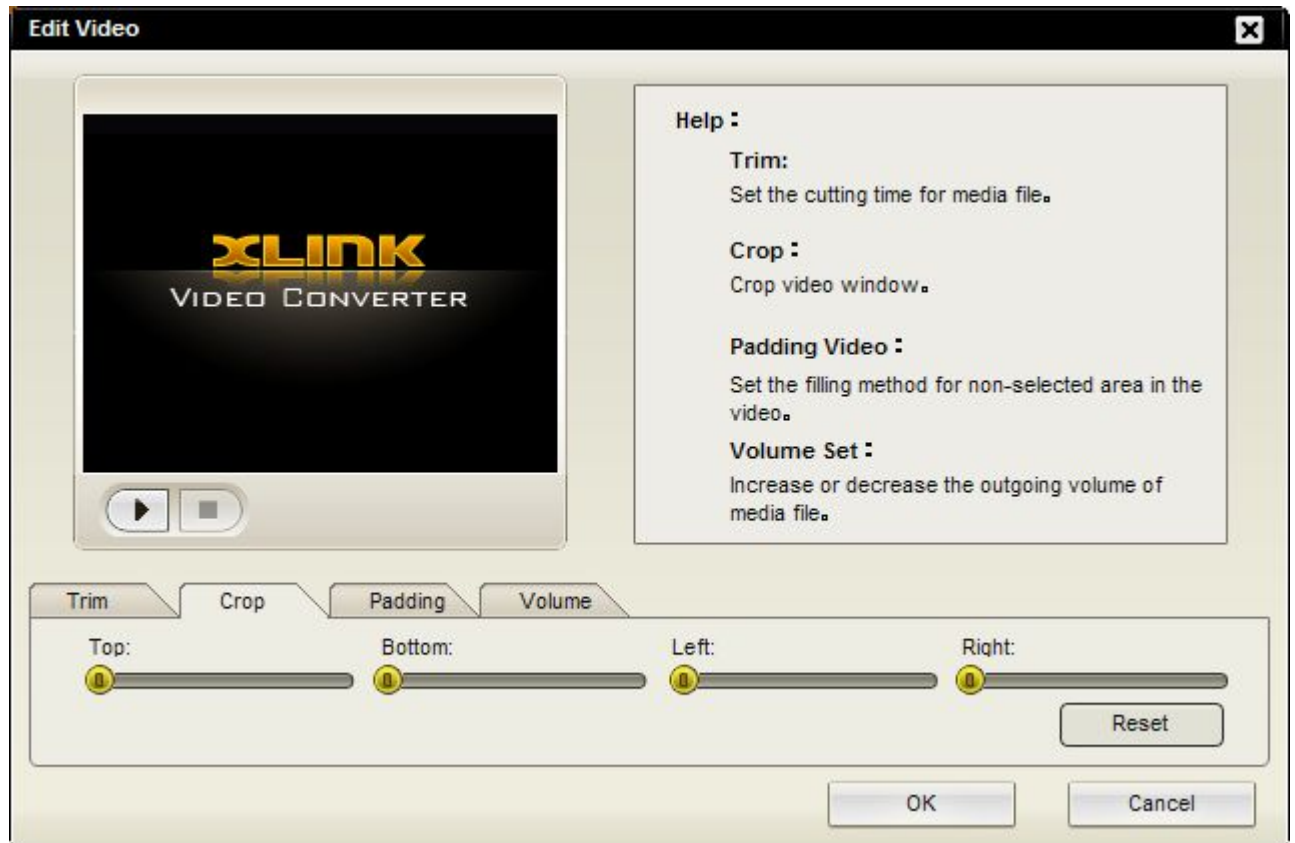 Edit Video
XLINK
VIDEO CONVERTER
Help：
Trim:
Set the cutting time for media file。
Crop：
Crop video window。
Padding Video：
Set the filling method for non-selected area in the
video。
Volume Set：
Increase or decrease the outgoing volume of
media file。
Trim Crop Padding Volume
Top: Bottom: Left: Right:
Reset
OK Cancel